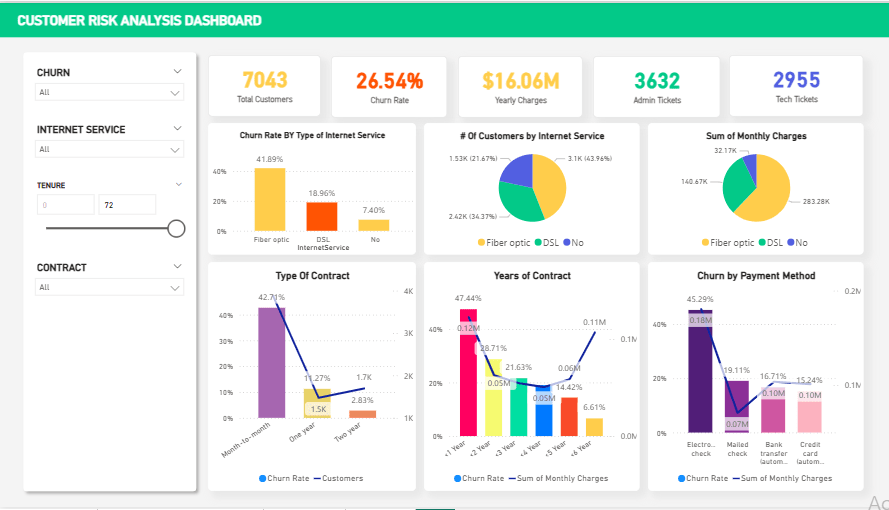 CUSTOMER RISK ANALYSIS DASHBOARD
CHURN
All
INTERNET SERVICE
All
TENURE
0
72
CONTRACT
All
7043
Total Customers
26.54%
Churn Rate
$16.06M
Yearly Charges
3632
Admin Tickets
2955
Tech Tickets
Churn Rate BY Type of Internet Service
41.89%
40%
18.96%
20%
7.40%
0%
Fiber optic
DSL
No
InternetService
# Of Customers by Internet Service
1.53K (21.67%)
3.1K (43.96%)
2.42K (34.37%)
Fiber optic
DSL
No
Sum of Monthly Charges
32.17K
140.67K
283.28K
Fiber optic
DSL
No
Type Of Contract
42.71%
4K
40%
3K
30%
20%
11.27%
1.7K
2K
10%
2.83%
1.5K
0%
1K
Month-to-month
One year
Two year
Churn Rate
Customers
Years of Contract
47.44%
0.11M
40%
0.12M
0.1M
28.71%
21.63%
0.06M
20%
0.05M
14.42%
0.05M
6.61%
0%
0.0M
<1 Year
<2 Year
<3 Year
<4 Year
<5 Year
<6 Year
Churn Rate
Sum of Monthly Charges
Churn by Payment Method
45.29%
0.2M
40%
0.18M
19.11%
16.71%
15.24%
20%
0.1M
0.10M
0.10M
0.07M
0%
Electro...
check
Mailed
check
Bank
transfer
(autom...
Credit
card
(autom...
Churn Rate
Sum of Monthly Charges